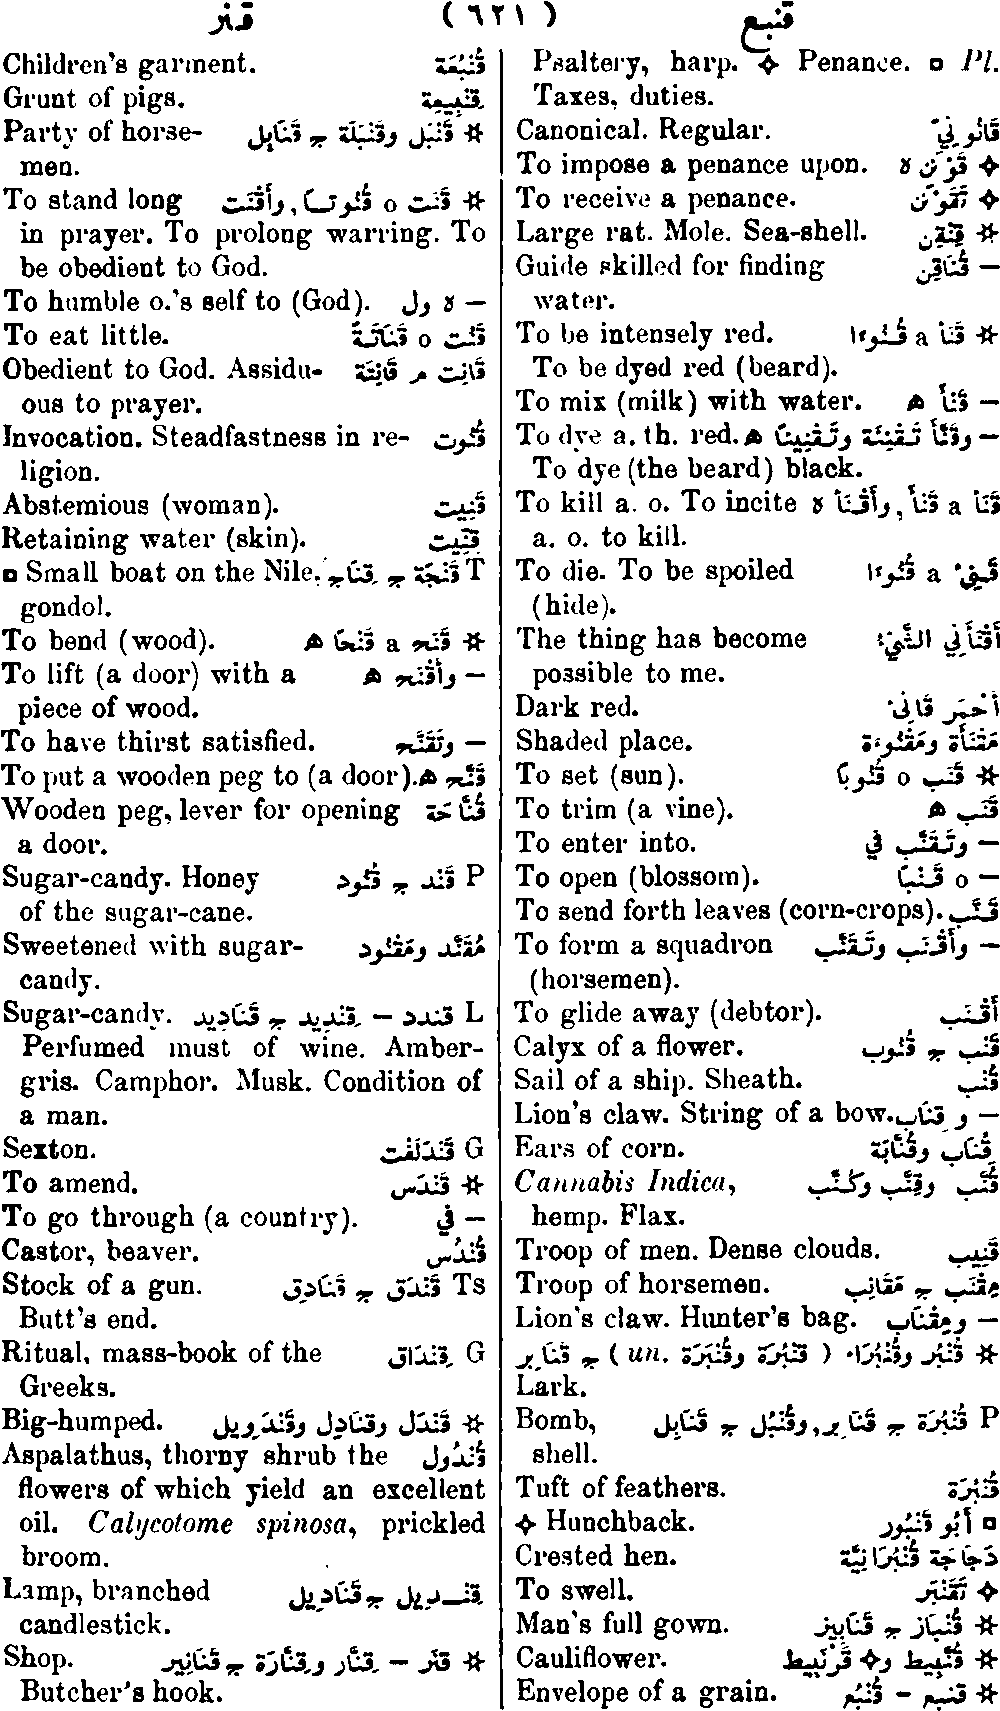 قنر ( ٦٢١ ) قنبع
Psaltery, harp. ✧ Penance. ▫ Pl.
Taxes, duties.
Canonical. Regular. قَانُونِيّ
To impose a penance upon. ✧ قَوْنَن ه
To receive a penance. ✧ تَقَوْنَن
Large rat. Mole. Sea-shell. ✲ قِنْقِن
Guide skilled for finding – قُنَاقِن
water.
To be intensely red. ✲ قَنَأ a قُنُوءًا
To be dyed red (beard).
To mix (milk) with water. – قَنَأَ ه
To dye a. th. red. – وقَنَّأ تَقْنِئَة وتَقْنِيئًا ه
To dye (the beard) black.
To kill a. o. To incite قَنَأ a قَنْأ, وأَقْنَأ ه
a. o. to kill.
To die. To be spoiled قَنِئَ a قُنُوءًا
(hide).
The thing has become أَقْنَأَنِي الشَّيْءُ
possible to me.
Dark red. أَحْمَر قَانِئ
Shaded place. مَقْنَأَة ومَقْنُوءَة
To set (sun). ✲ قَنَب o قُنُوبًا
To trim (a vine). قَنَب ه
To enter into. – وتَقَنَّب في
To open (blossom). – o قَنْبًا
To send forth leaves (corn-crops). قَنَّب
To form a squadron – وأَقْنَب وتَقَنَّب
(horsemen).
To glide away (debtor). أَقْنَب
Calyx of a flower. قُنْب ج قُنُوب
Sail of a ship. Sheath. قُنْب
Lion's claw. String of a bow. – و قِنَاب
Ears of corn. قِنَّاب وقُنَّابَة
Cannabis Indica, قُنَّب وقِنَّب وكُنَّب
hemp. Flax.
Troop of men. Dense clouds. قَنِيب
Troop of horsemen. مِقْنَب ج مَقَانِب
Lion's claw. Hunter's bag. – ومِقْنَاب
✲ قُنْبُر وقُنْبُرَاء ( un. قُنْبُرَة وقُنْبَرَة ) ج قَنَابِر
Lark.
Bomb, P قُنْبُرَة ج قَنَابِر, وقُنْبُل ج قَنَابِل
shell.
Tuft of feathers. قُنْبُرَة
✧ Hunchback. ▫ أَبُو قَنْبُور
Crested hen. دَجَاجَة قُنْبُرَانِيَّة
To swell. ✧ تَقَنْبَر
Man's full gown. ✲ قُنْبَاز ج قَنَابِيز
Cauliflower. ✲ قُنَّبِيط و✧ قَرْنَبِيط
Envelope of a grain. ✲ قنبع – قُنْبُع
Children's garment. قُنْبُعَة
Grunt of pigs. قِنْبِيعَة
Party of horse- ✲ قَنْبَل وقَنْبَلَة ج قَنَابِل
men.
To stand long ✲ قَنَت o قُنُوتًا, وأَقْنَت
in prayer. To prolong warring. To
be obedient to God.
To humble o.'s self to (God). – ه ول
To eat little. قَنُت o قَنَاتَةً
Obedient to God. Assidu- قَانِت م قَانِتَة
ous to prayer.
Invocation. Steadfastness in re- قُنُوت
ligion.
Abstemious (woman). قَنِيت
Retaining water (skin). قِنِّيت
▫ Small boat on the Nile, T قَنْجَة ج قِنَاج
gondol.
To bend (wood). ✲ قَنَح a قَنْحًا ه
To lift (a door) with a – وأَقْنَح ه
piece of wood.
To have thirst satisfied. – وتَقَنَّح
To put a wooden peg to (a door). قَنَّح ه
Wooden peg, lever for opening قُنَّاحَة
a door.
Sugar-candy. Honey P قَنْد ج قُنُود
of the sugar-cane.
Sweetened with sugar- مُقَنَّد ومَقْنُود
candy.
Sugar-candy. L قندد – قِنْدِيد ج قَنَادِيد
Perfumed must of wine. Amber-
gris. Camphor. Musk. Condition of
a man.
Sexton. G قَنْدَلَفْت
To amend. ✲ قَنْدَس
To go through (a country). – في
Castor, beaver. قُنْدُس
Stock of a gun. Ts قَنْدَق ج قَنَادِق
Butt's end.
Ritual, mass-book of the G قِنْدَاق
Greeks.
Big-humped. ✲ قَنْدَل وقُنَادِل وقَنْدَوِيل
Aspalathus, thorny shrub the قُنْدُول
flowers of which yield an excellent
oil. Calycotome spinosa, prickled
broom.
Lamp, branched قِنْدِيل ج قَنَادِيل
candlestick.
Shop. ✲ قنر – قِنَّار وقِنَّارَة ج قَنَانِير
Butcher's hook.